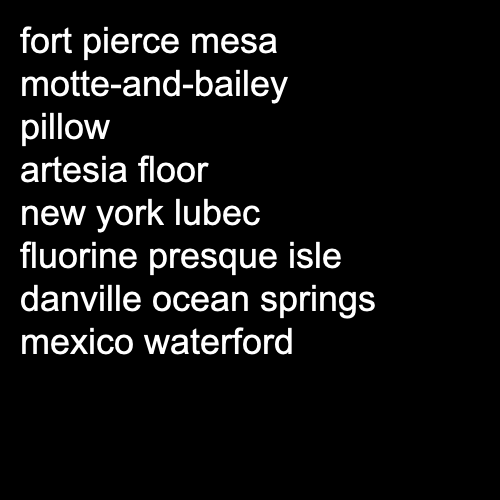 fort pierce mesa
motte-and-bailey
pillow
artesia floor
new york lubec
fluorine presque isle
danville ocean springs
mexico waterford